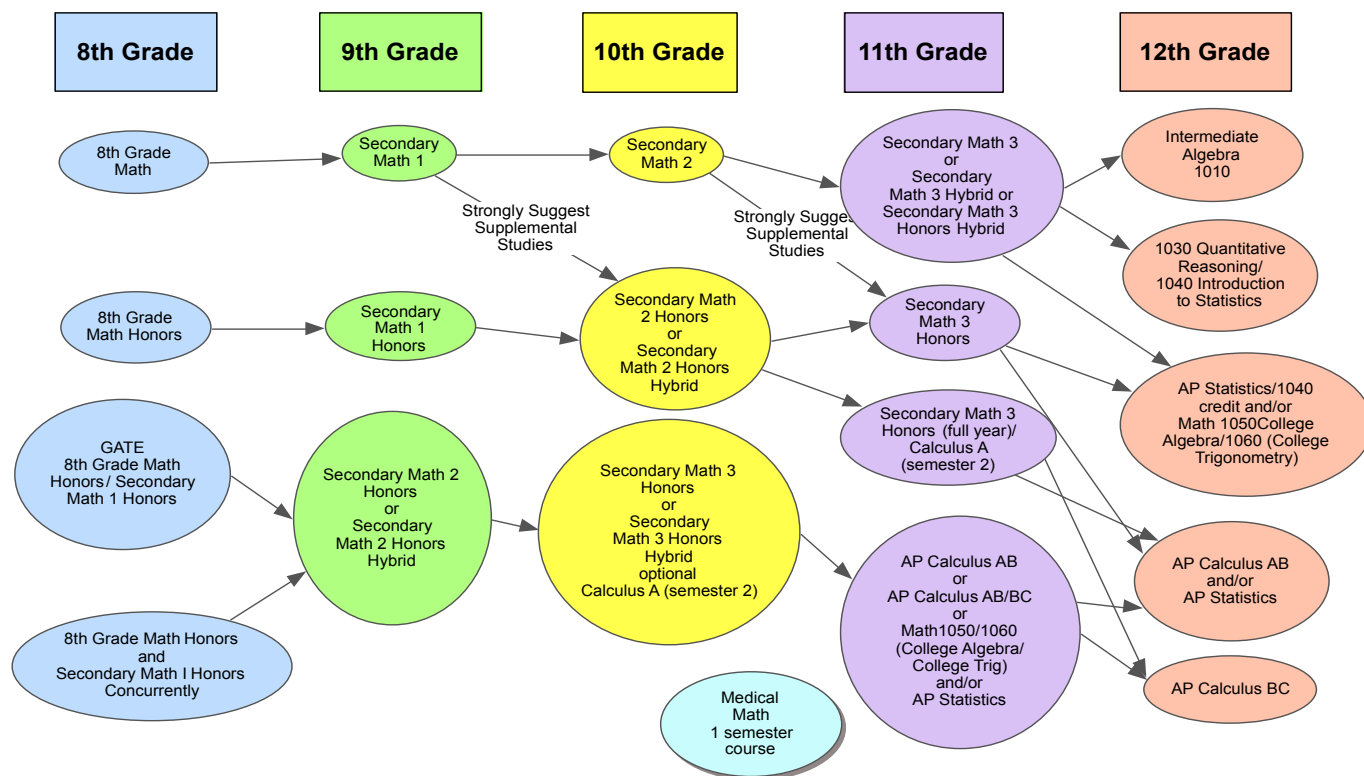 8th Grade
9th Grade
10th Grade
11th Grade
12th Grade
8th Grade
Math
Secondary
Math 1
Secondary
Math 2
Secondary Math 3
or
Secondary
Math 3 Hybrid or
Secondary Math 3
Honors Hybrid
Intermediate
Algebra
1010
Strongly Suggest
Supplemental
Studies
Strongly Sugges
Supplemental
Studies
1030 Quantitative
Reasoning/
1040 Introduction
to Statistics
8th Grade
Math Honors
Secondary
Math 1
Honors
Secondary Math
2 Honors
or
Secondary
Math 2 Honors
Hybrid
Secondary
Math 3
Honors
AP Statistics/1040
credit and/or
Math 1050College
Algebra/1060 (College
Trigonometry)
Secondary Math 3
Honors (full year)/
Calculus A
(semester 2)
GATE
8th Grade Math
Honors/ Secondary
Math 1 Honors
Secondary Math 2
Honors
or
Secondary
Math 2 Honors
Hybrid
Secondary Math 3
Honors
or
Secondary
Math 3 Honors
Hybrid
optional
Calculus A (semester 2)
AP Calculus AB
or
AP Calculus AB/BC
or
Math1050/1060
(College Algebra/
College Trig)
and/or
AP Statistics
AP Calculus AB
and/or
AP Statistics
8th Grade Math Honors
and
Secondary Math I Honors
Concurrently
AP Calculus BC
Medical
Math
1 semester
course